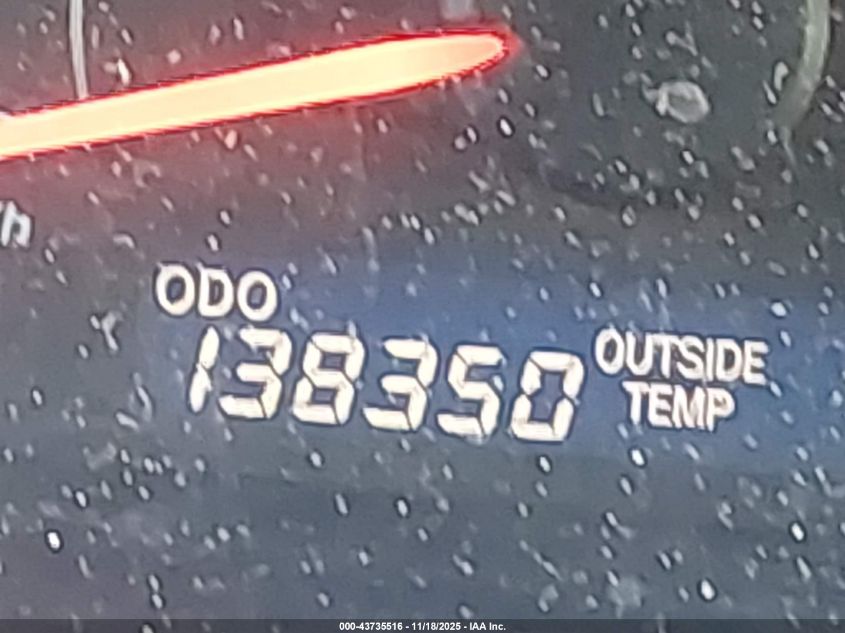 /h
ODO
138350
OUTSIDE
TEMP
000-43735516 - 11/18/2025 - IAA Inc.